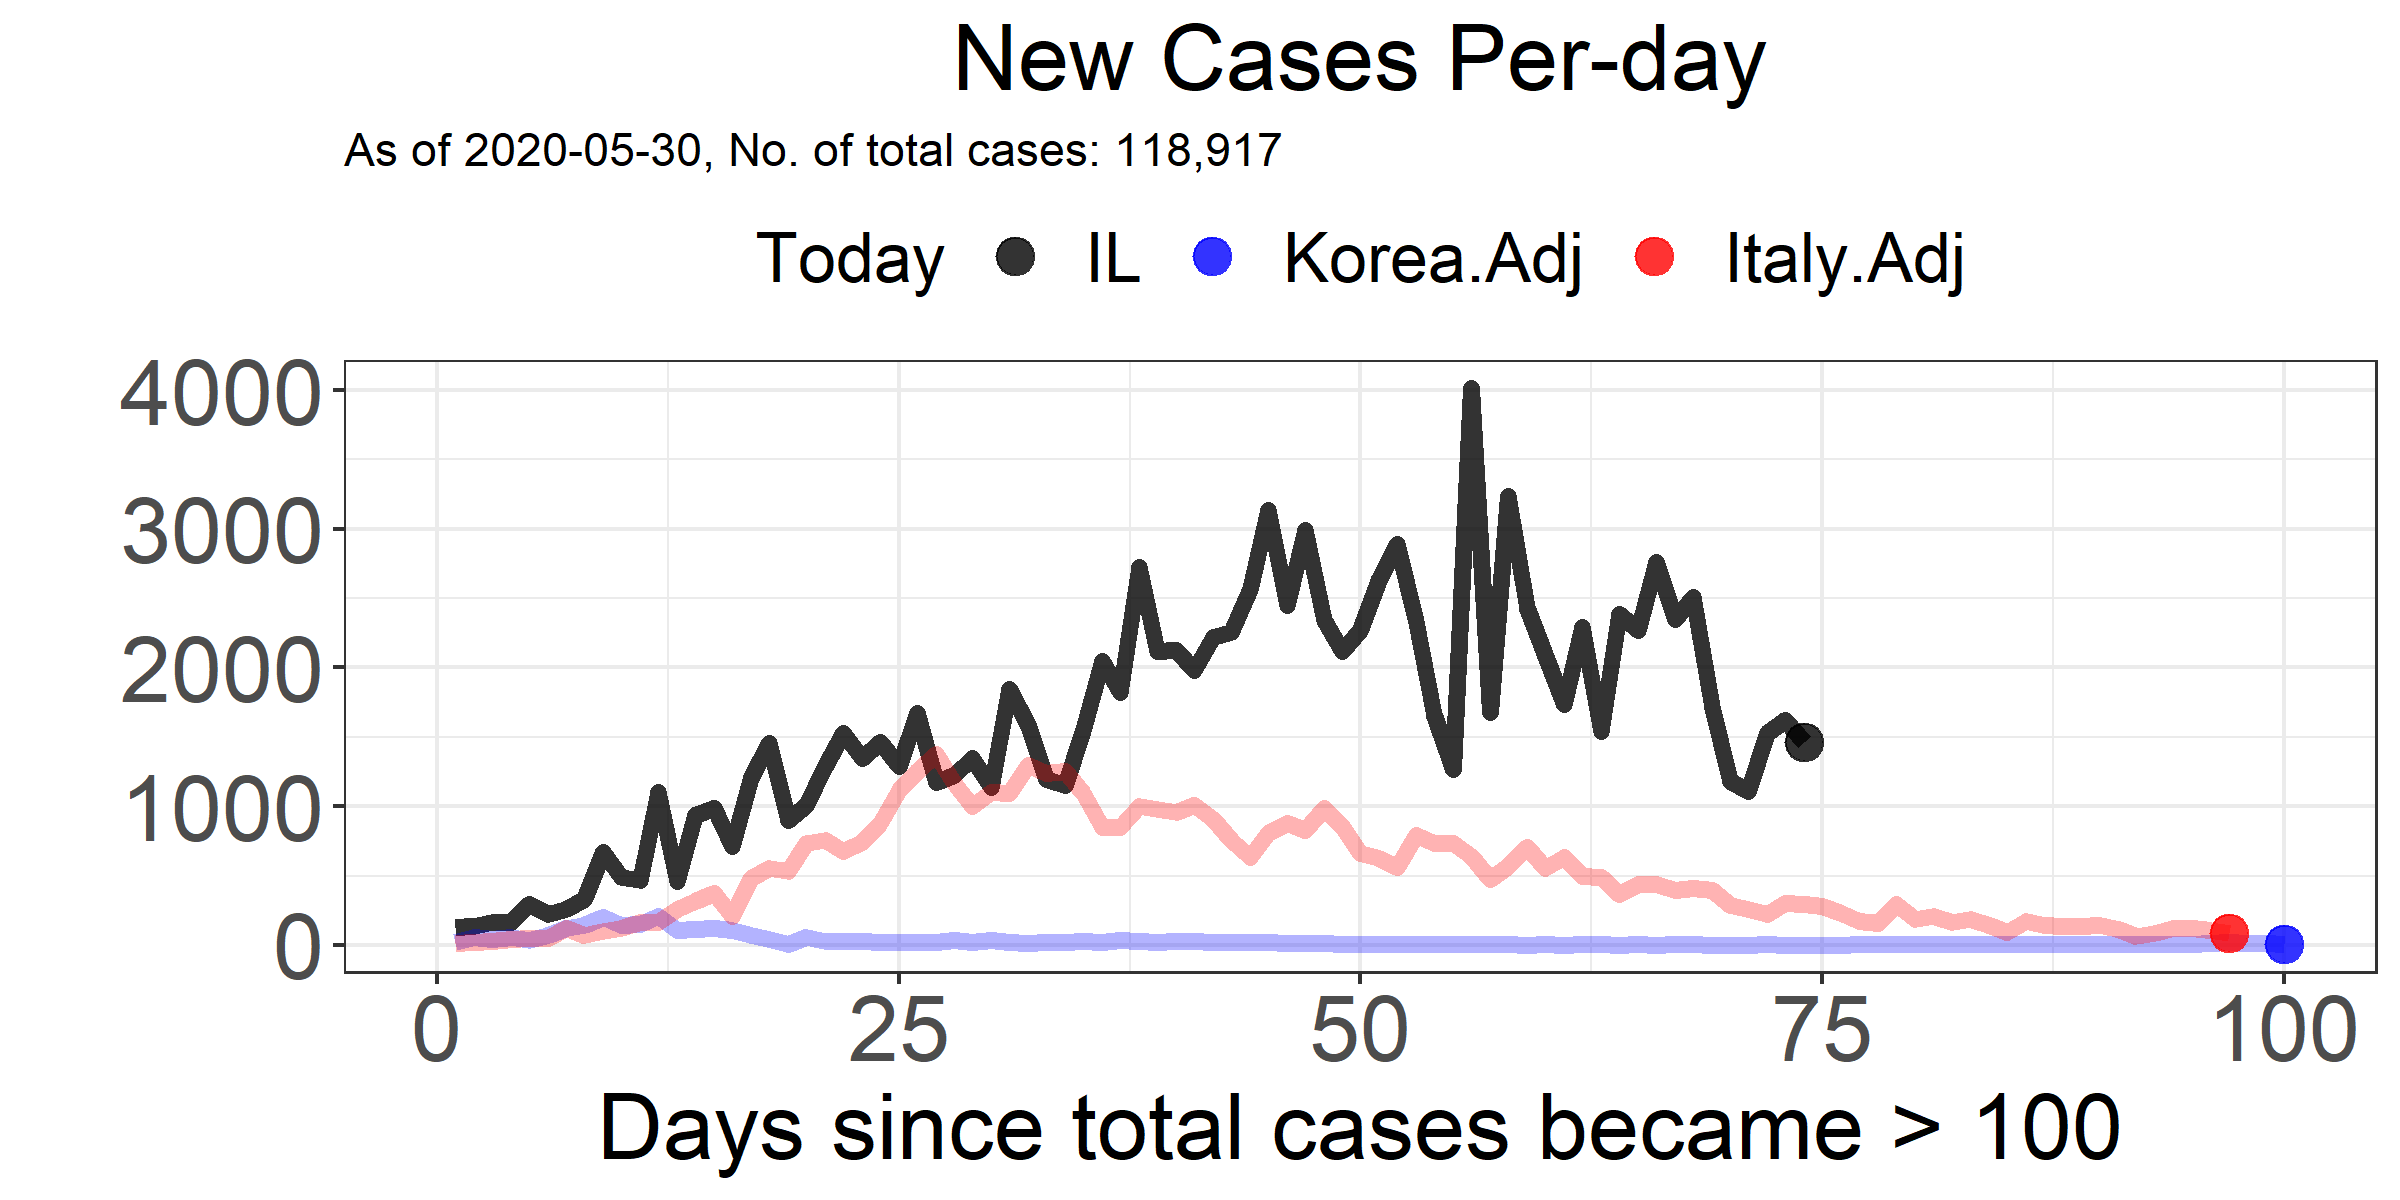 New Cases Per-day
As of 2020-05-30, No. of total cases: 118,917
Today IL Korea.Adj Italy.Adj
4000
3000
2000
1000
0
0 25 50 75 100
Days since total cases became > 100